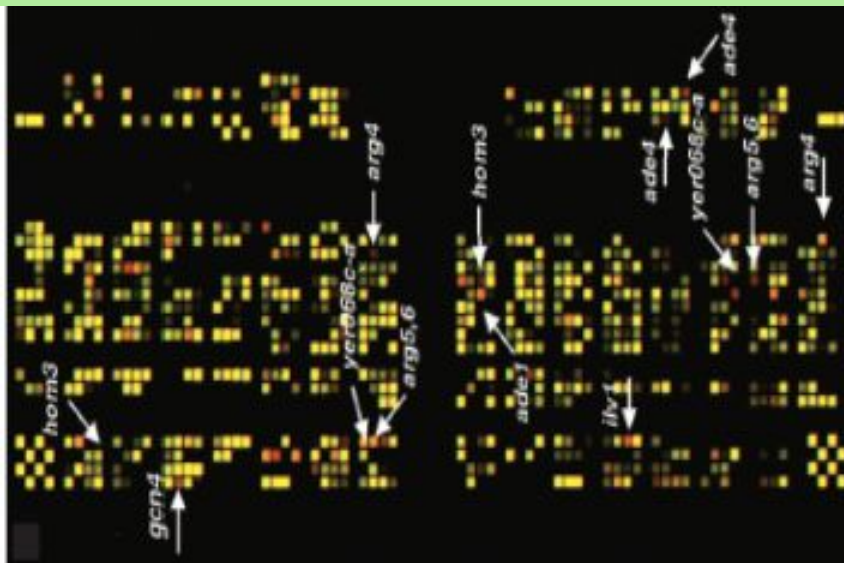 ade4
arg4
hom3
ade4
yer068c-a
arg5,6
arg4
yer068c-a
arg5,6
hom3
ade1
ilv1
gcn4